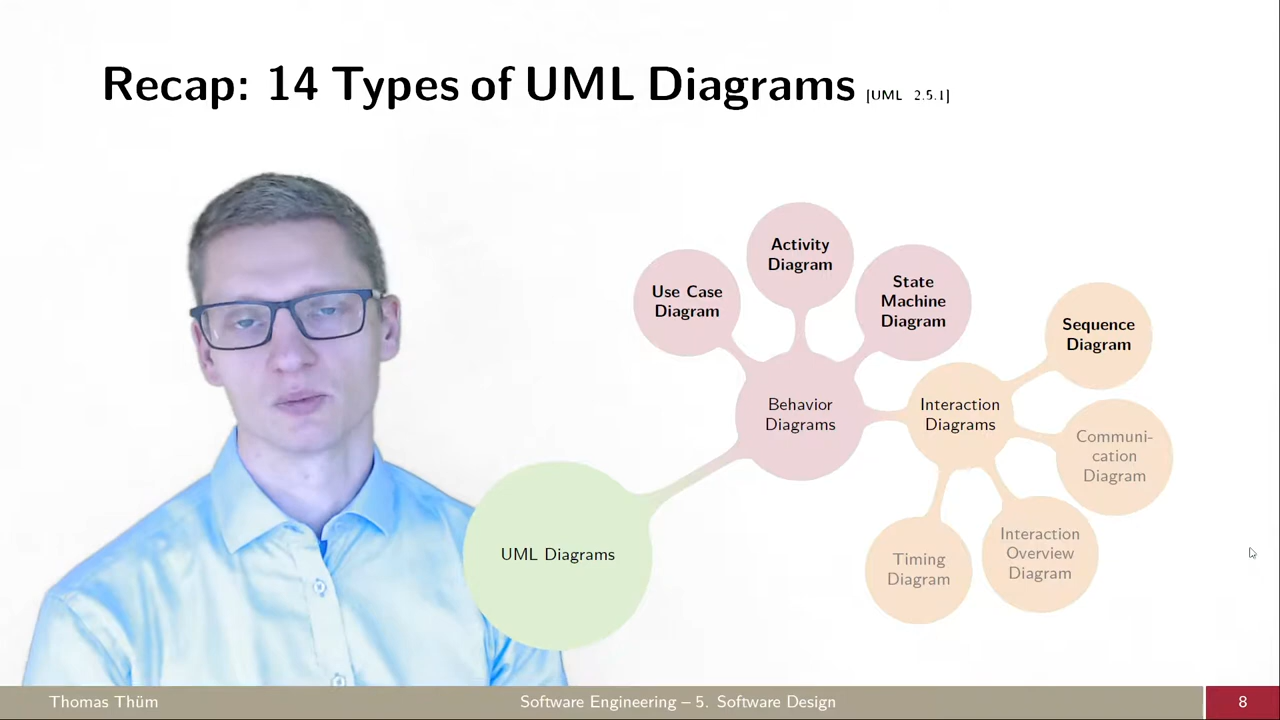 Recap: 14 Types of UML Diagrams [UML 2.5.1]
Activity
Diagram
Use Case
Diagram
State
Machine
Diagram
Sequence
Diagram
Behavior
Diagrams
Interaction
Diagrams
Communi-
cation
Diagram
UML Diagrams
Timing
Diagram
Interaction
Overview
Diagram
Thomas Thüm
Software Engineering – 5. Software Design
8